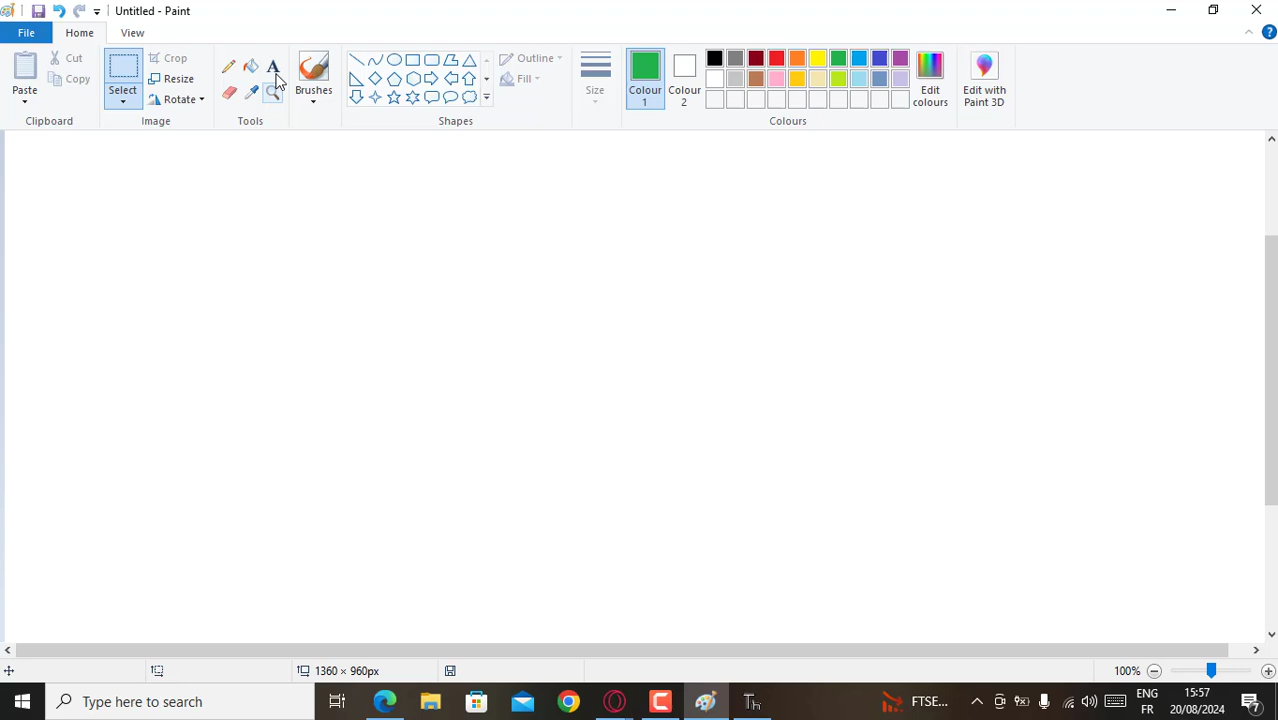 Untitled - Paint
File Home View
Paste
Cut
Copy
Clipboard
Select
Crop
Resize
Rotate
Image
A
Tools
Brushes
Shapes
Outline
Fill
Size
Colour 1
Colour 2
Colours
Edit colours
Edit with Paint 3D
?
1360 × 960px
100%
Type here to search
Th
FTSE...
ENG
FR
15:57
20/08/2024
7